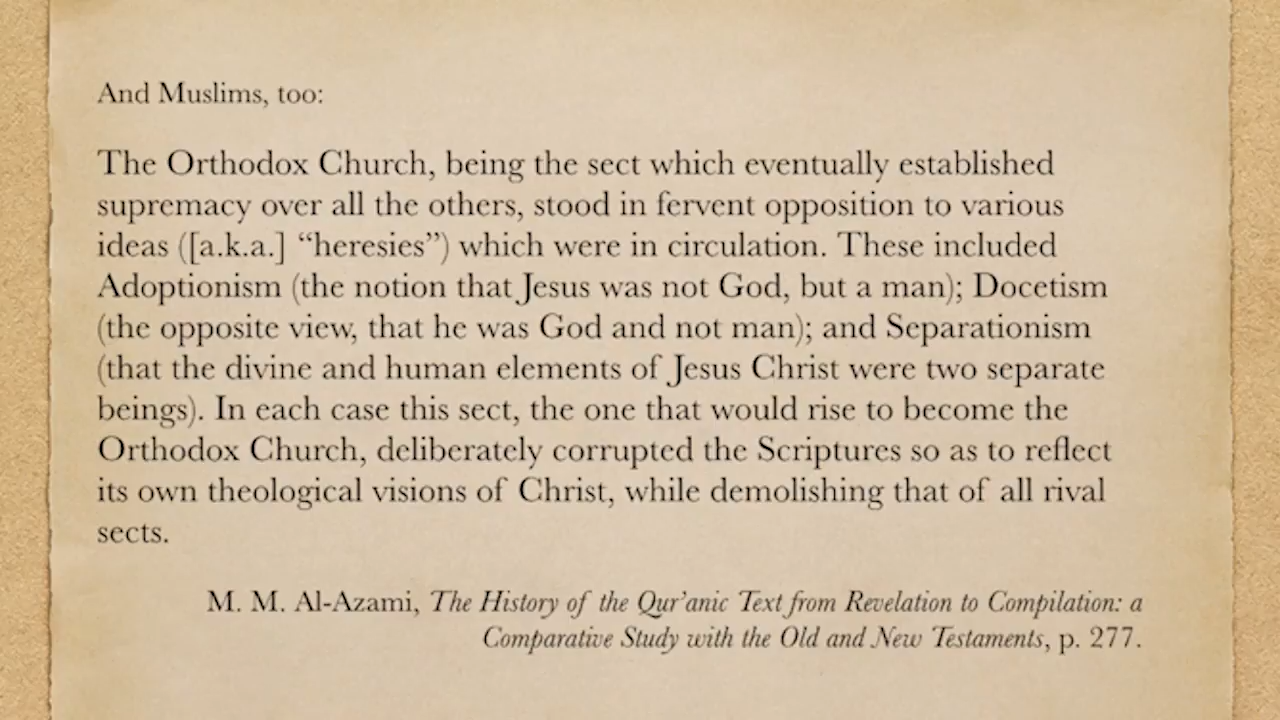 And Muslims, too:
The Orthodox Church, being the sect which eventually established
supremacy over all the others, stood in fervent opposition to various
ideas ([a.k.a.] “heresies”) which were in circulation. These included
Adoptionism (the notion that Jesus was not God, but a man); Docetism
(the opposite view, that he was God and not man); and Separationism
(that the divine and human elements of Jesus Christ were two separate
beings). In each case this sect, the one that would rise to become the
Orthodox Church, deliberately corrupted the Scriptures so as to reflect
its own theological visions of Christ, while demolishing that of all rival
sects.
M. M. Al-Azami, The History of the Qur’anic Text from Revelation to Compilation: a
Comparative Study with the Old and New Testaments, p. 277.